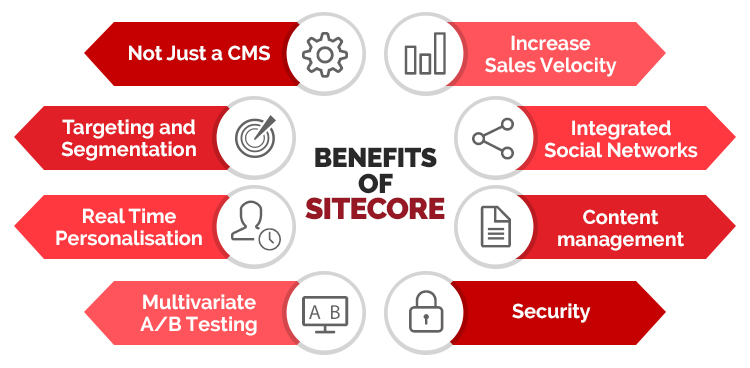 BENEFITS
OF
SITECORE
Not Just a CMS
Targeting and
Segmentation
Real Time
Personalisation
Multivariate
A/B Testing
A B
Increase
Sales Velocity
Integrated
Social Networks
Content
management
Security